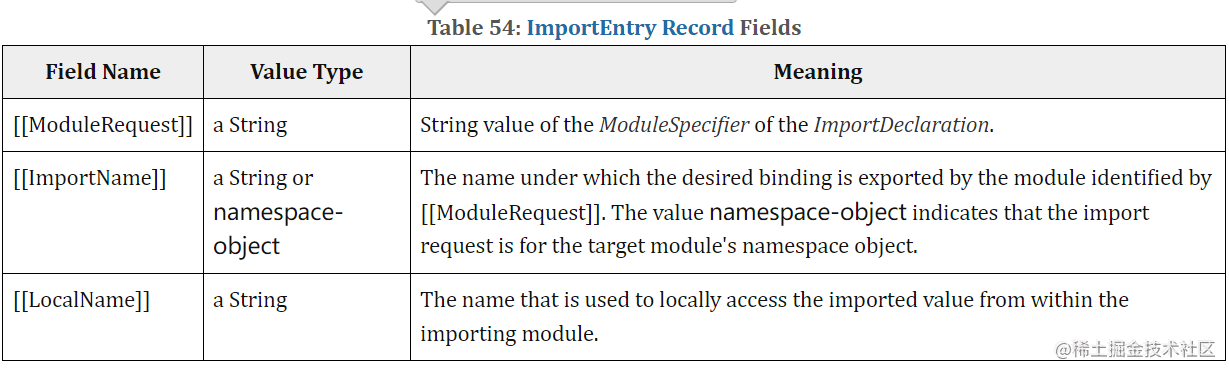 Table 54: ImportEntry Record Fields
Field Name Value Type Meaning
[[ModuleRequest]] a String String value of the ModuleSpecifier of the ImportDeclaration.
[[ImportName]] a String or The name under which the desired binding is exported by the module identified by
namespace- [[ModuleRequest]]. The value namespace-object indicates that the import
object request is for the target module's namespace object.
[[LocalName]] a String The name that is used to locally access the imported value from within the
importing module.
@稀土掘金技术社区